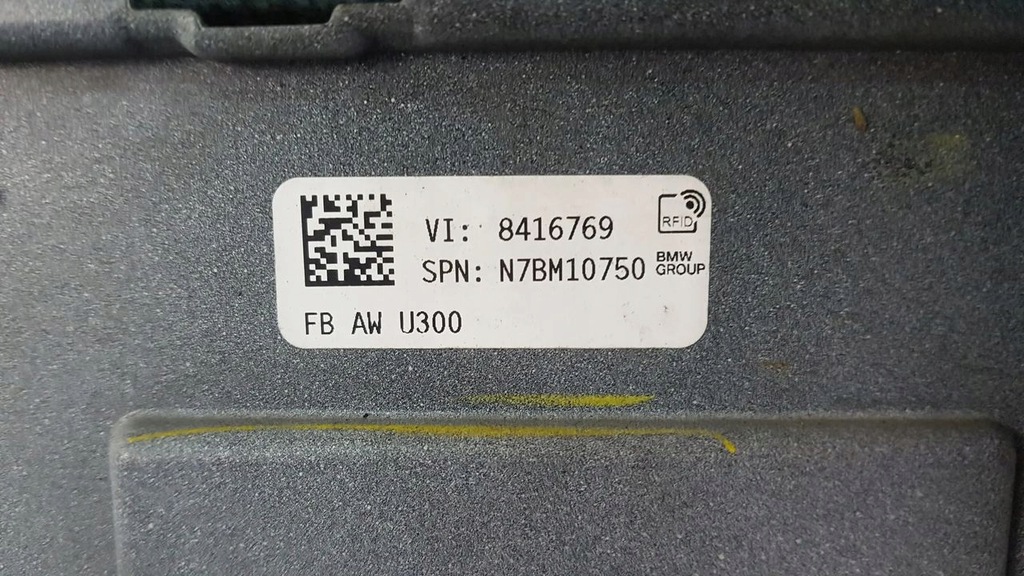 VI: 8416769
RFID
SPN: N7BM10750
BMW
GROUP
FB AW U300